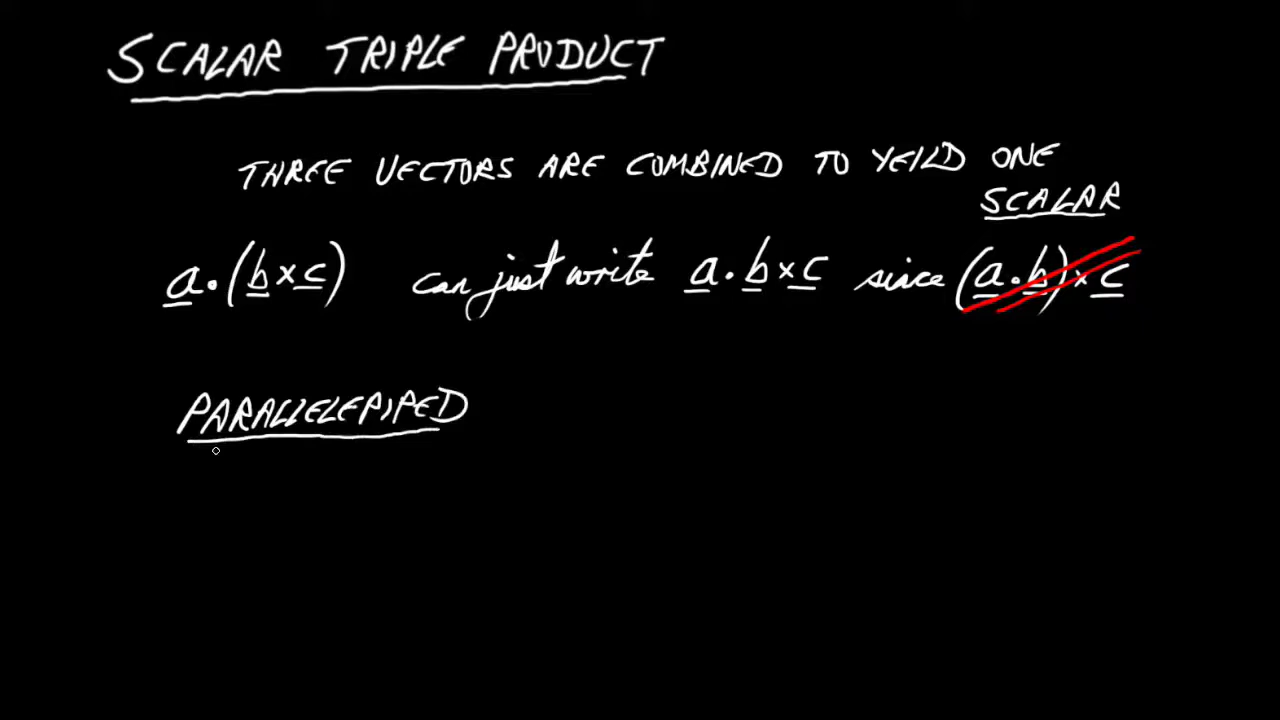 SCALAR TRIPLE PRODUCT
THREE VECTORS ARE COMBINED TO YEILD ONE
SCALAR
a·(b×c) can just write a·b×c since (a·b)×c
PARALLELEPIPED